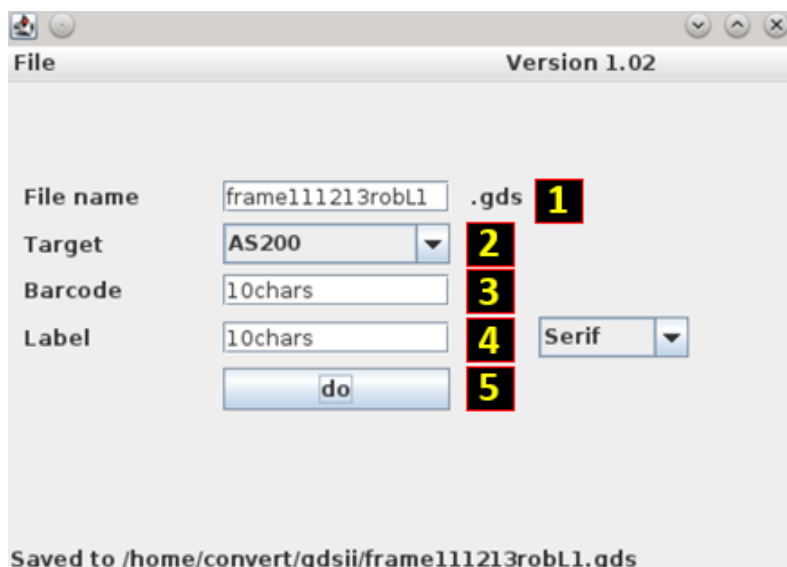 File Version 1.02
File name frame111213robL1 .gds 1
Target AS200 2
Barcode 10chars 3
Label 10chars 4 Serif
do 5
Saved to /home/convert/gdsii/frame111213robL1.gds